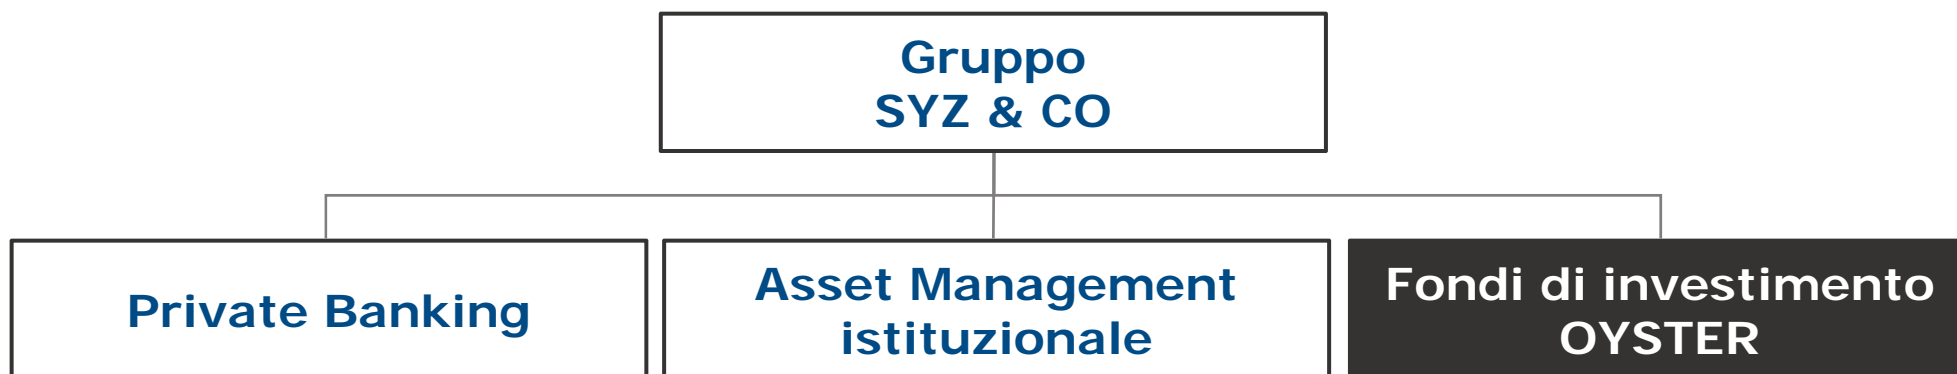 Gruppo
SYZ & CO
Private Banking
Asset Management
istituzionale
Fondi di investimento
OYSTER